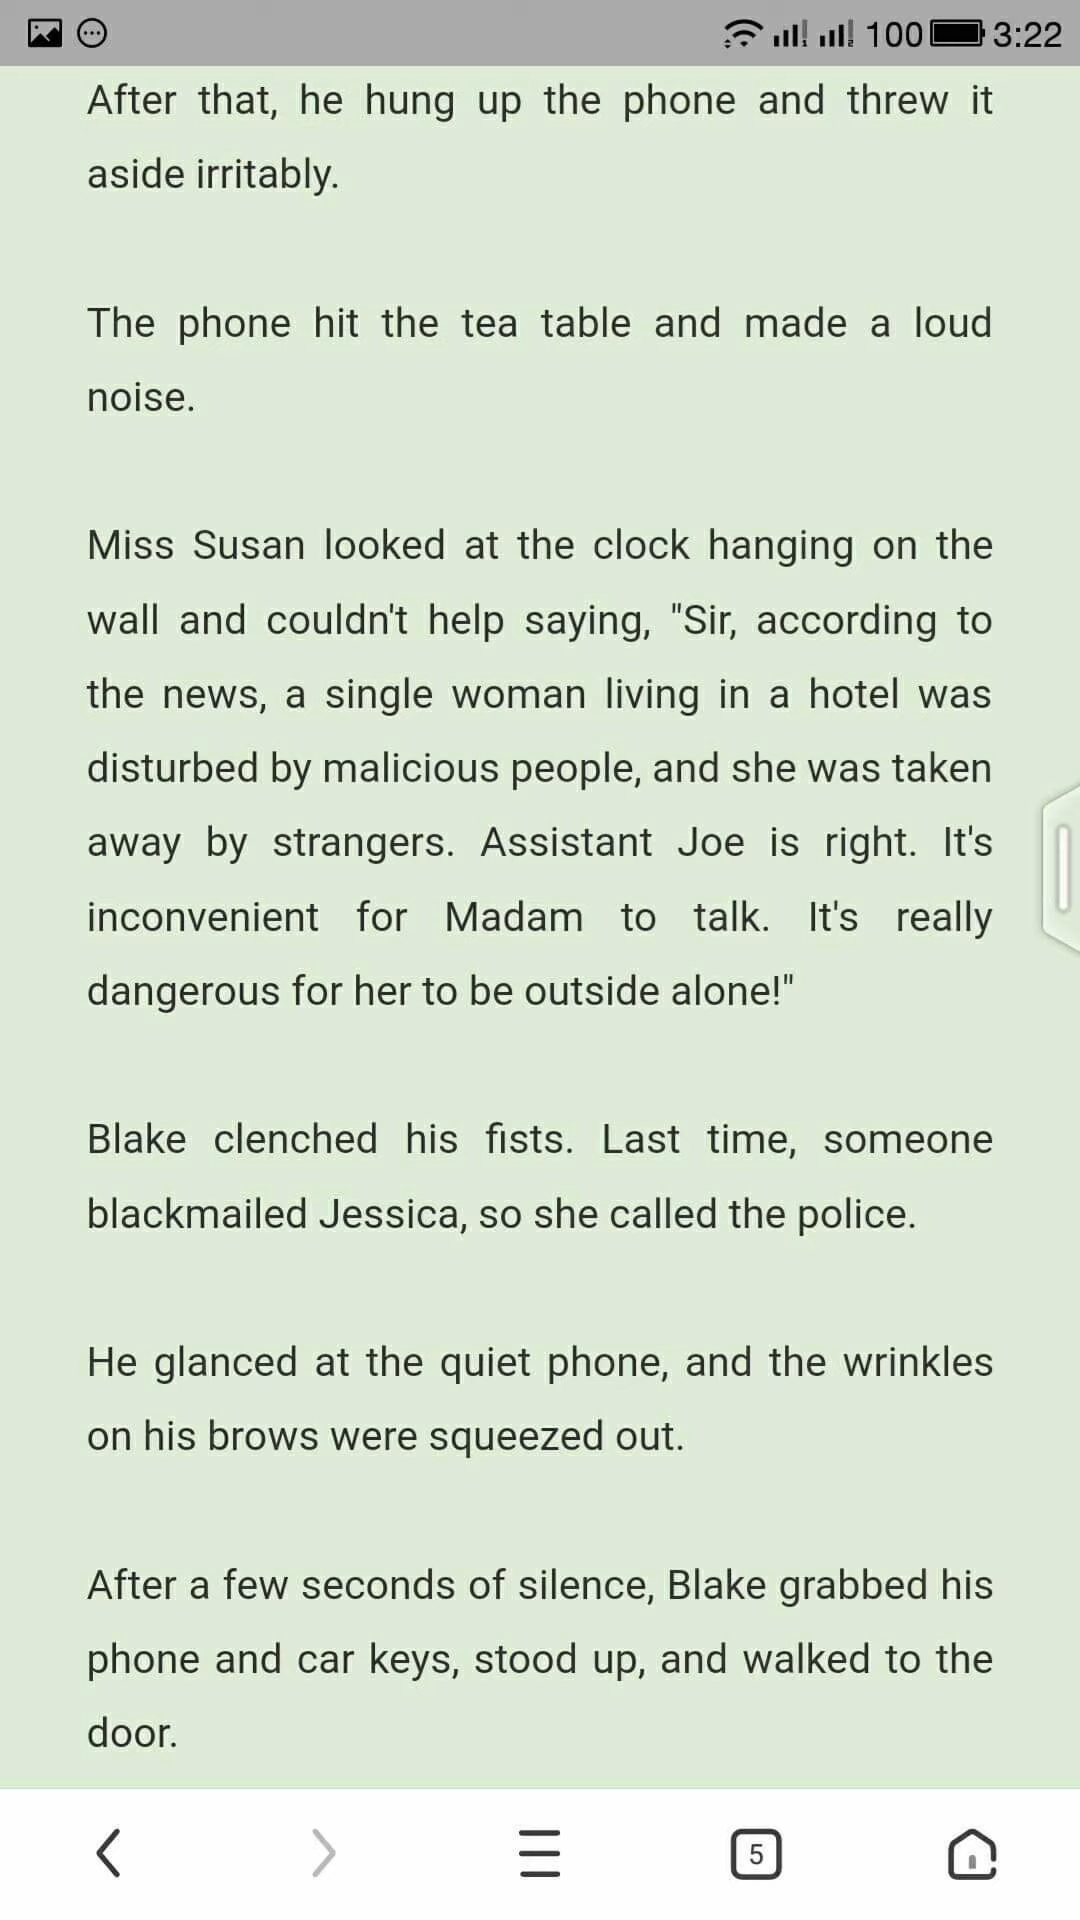 100 3:22
After that, he hung up the phone and threw it
aside irritably.
The phone hit the tea table and made a loud
noise.
Miss Susan looked at the clock hanging on the
wall and couldn't help saying, "Sir, according to
the news, a single woman living in a hotel was
disturbed by malicious people, and she was taken
away by strangers. Assistant Joe is right. It's
inconvenient for Madam to talk. It's really
dangerous for her to be outside alone!"
Blake clenched his fists. Last time, someone
blackmailed Jessica, so she called the police.
He glanced at the quiet phone, and the wrinkles
on his brows were squeezed out.
After a few seconds of silence, Blake grabbed his
phone and car keys, stood up, and walked to the
door.
5